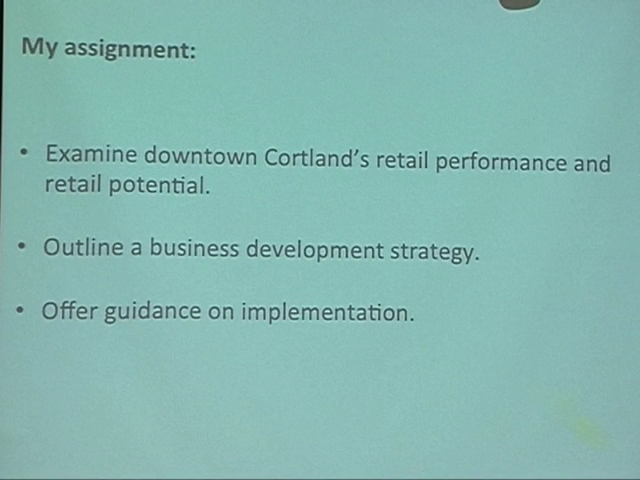 My assignment:
• Examine downtown Cortland's retail performance and
retail potential.
• Outline a business development strategy.
• Offer guidance on implementation.